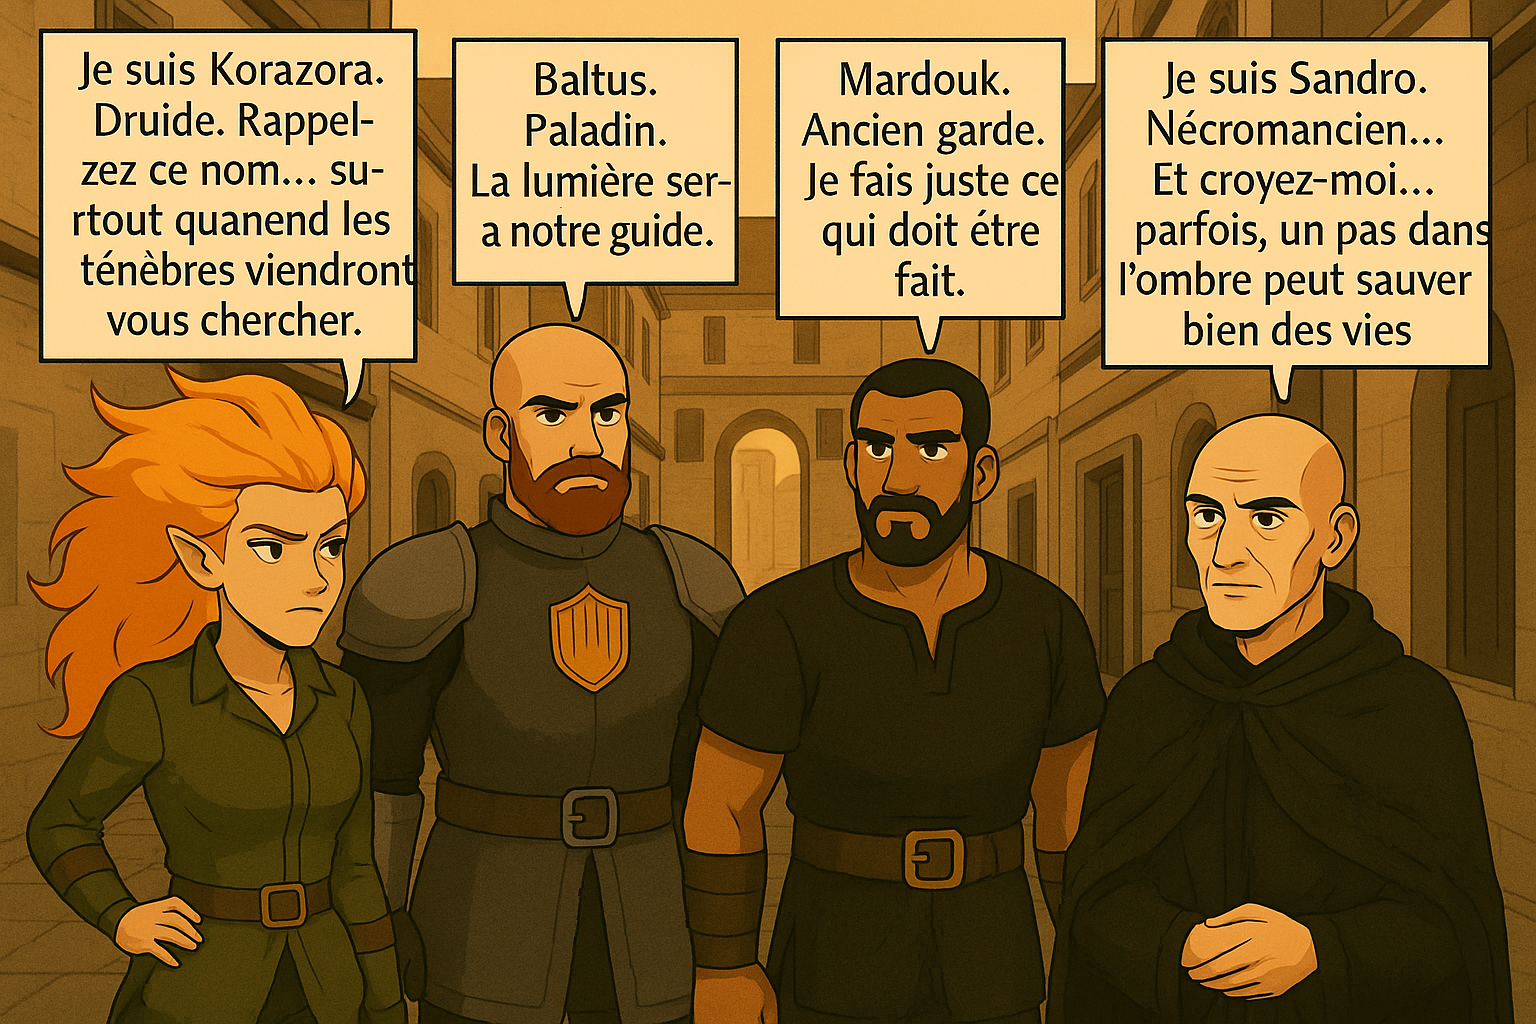 Je suis Korazora.
Druide. Rappel-
zez ce nom... su-
rtout quanend les
ténèbres viendront
vous chercher.
Baltus.
Paladin.
La lumière ser-
a notre guide.
Mardouk.
Ancien garde.
Je fais juste ce
qui doit étre
fait.
Je suis Sandro.
Nécromancien...
Et croyez-moi...
parfois, un pas dans
l'ombre peut sauver
bien des vies